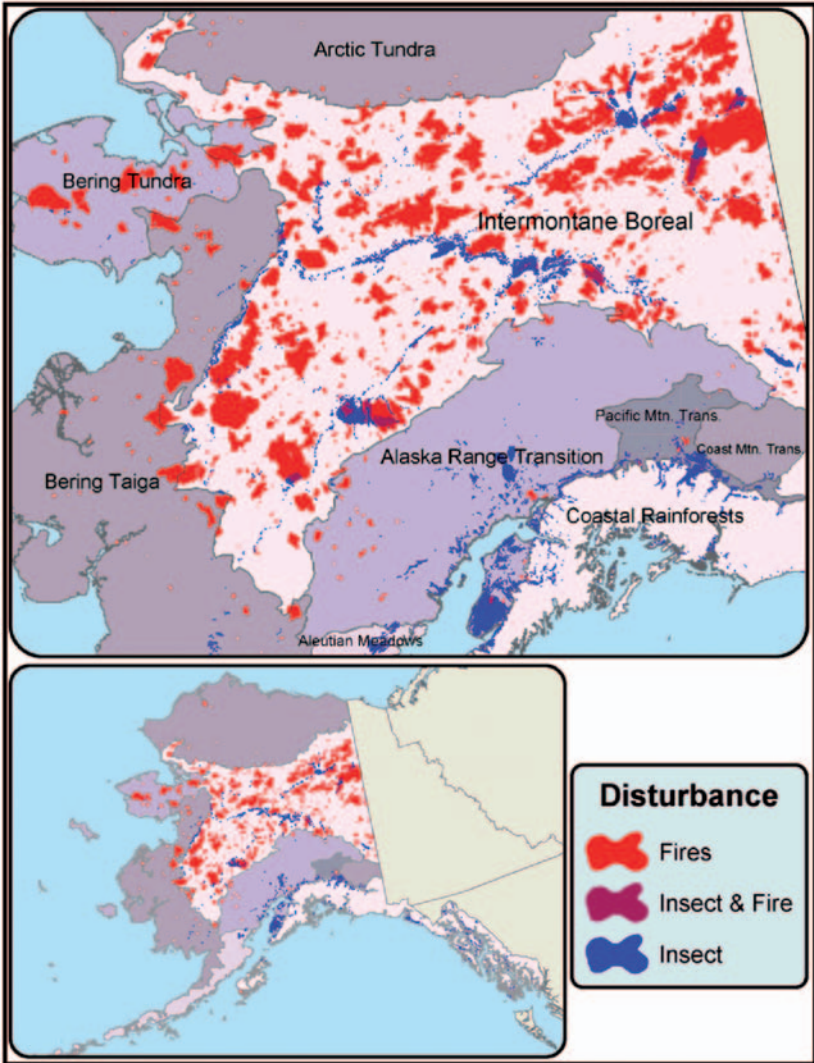 Arctic Tundra
Bering Tundra
Intermontane Boreal
Pacific Mtn. Trans.
Coast Mtn. Trans.
Alaska Range Transition
Bering Taiga
Coastal Rainforests
Aleutian Meadows
Disturbance
Fires
Insect & Fire
Insect